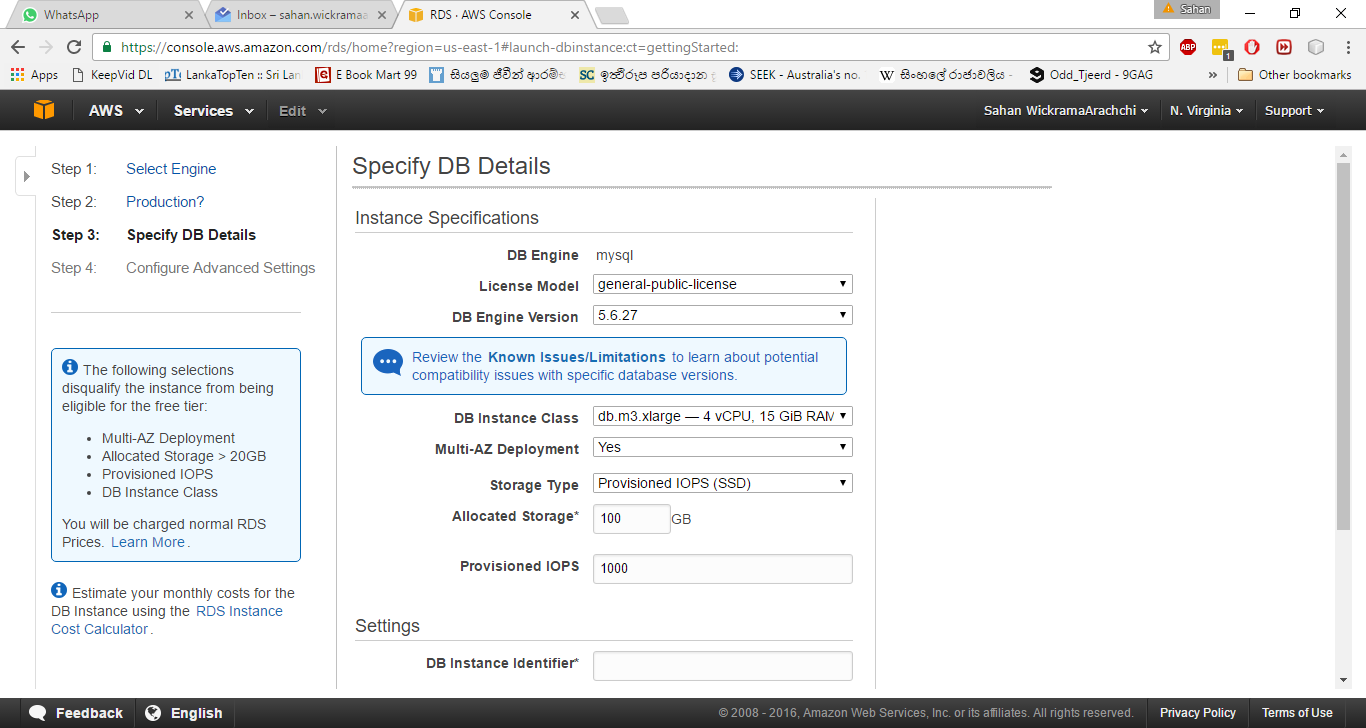 WhatsApp
Inbox – sahan.wickramaa
RDS · AWS Console
Sahan
https://console.aws.amazon.com/rds/home?region=us-east-1#launch-dbinstance:ct=gettingStarted:
ABP
1
Apps KeepVid DL LankaTopTen :: Sri Lan E Book Mart 99 සියලුම ජීවීන් ආරම්භ SC ඉතිරූප පරියාදාන SEEK - Australia's no. W සිංහලේ රාජාවලිය - Odd_Tjeerd - 9GAG » Other bookmarks
AWS Services Edit Sahan WickramaArachchi N. Virginia Support
Step 1: Select Engine
Step 2: Production?
Step 3: Specify DB Details
Step 4: Configure Advanced Settings
The following selections
disqualify the instance from being
eligible for the free tier:
• Multi-AZ Deployment
• Allocated Storage > 20GB
• Provisioned IOPS
• DB Instance Class
You will be charged normal RDS
Prices. Learn More.
Estimate your monthly costs for the
DB Instance using the RDS Instance
Cost Calculator.
Specify DB Details
Instance Specifications
DB Engine mysql
License Model general-public-license
DB Engine Version 5.6.27
Review the Known Issues/Limitations to learn about potential
compatibility issues with specific database versions.
DB Instance Class db.m3.xlarge — 4 vCPU, 15 GiB RAM
Multi-AZ Deployment Yes
Storage Type Provisioned IOPS (SSD)
Allocated Storage* 100 GB
Provisioned IOPS 1000
Settings
DB Instance Identifier*
Feedback English © 2008 - 2016, Amazon Web Services, Inc. or its affiliates. All rights reserved. Privacy Policy Terms of Use